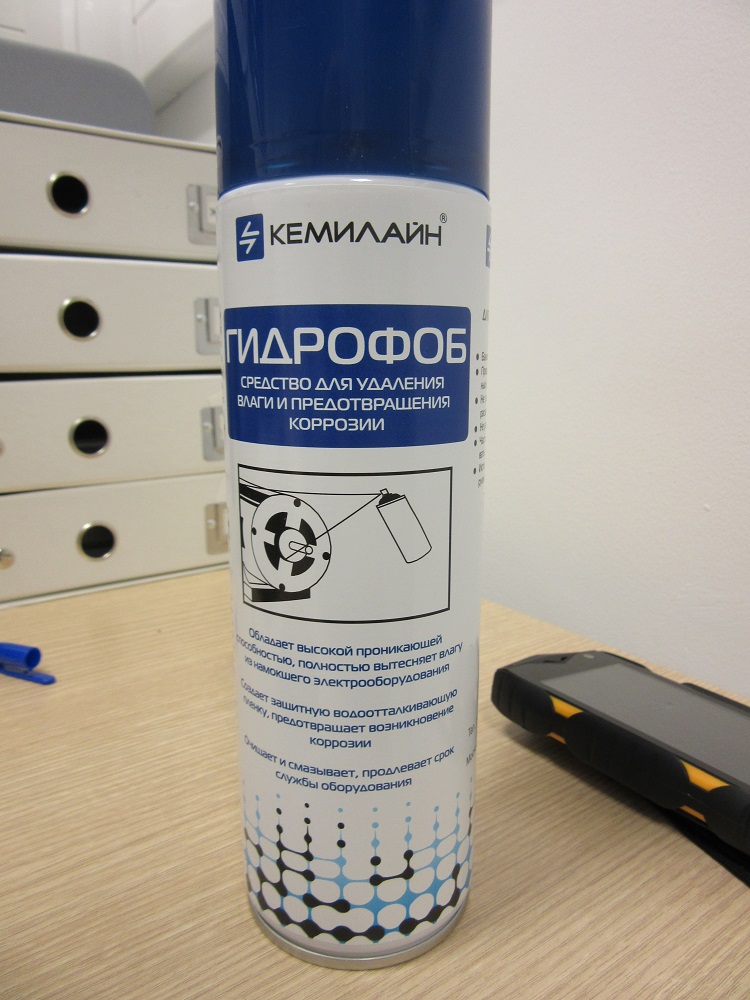 КЕМИЛАЙН®
ГИДРОФОБ
СРЕДСТВО ДЛЯ УДАЛЕНИЯ
ВЛАГИ И ПРЕДОТВРАЩЕНИЯ
КОРРОЗИИ
Обладает высокой проникающей
способностью, полностью вытесняет влагу
из намокшего электрооборудования
Создает защитную водоотталкивающую
пленку, предотвращает возникновение
коррозии
Очищает и смазывает, продлевает срок
службы оборудования